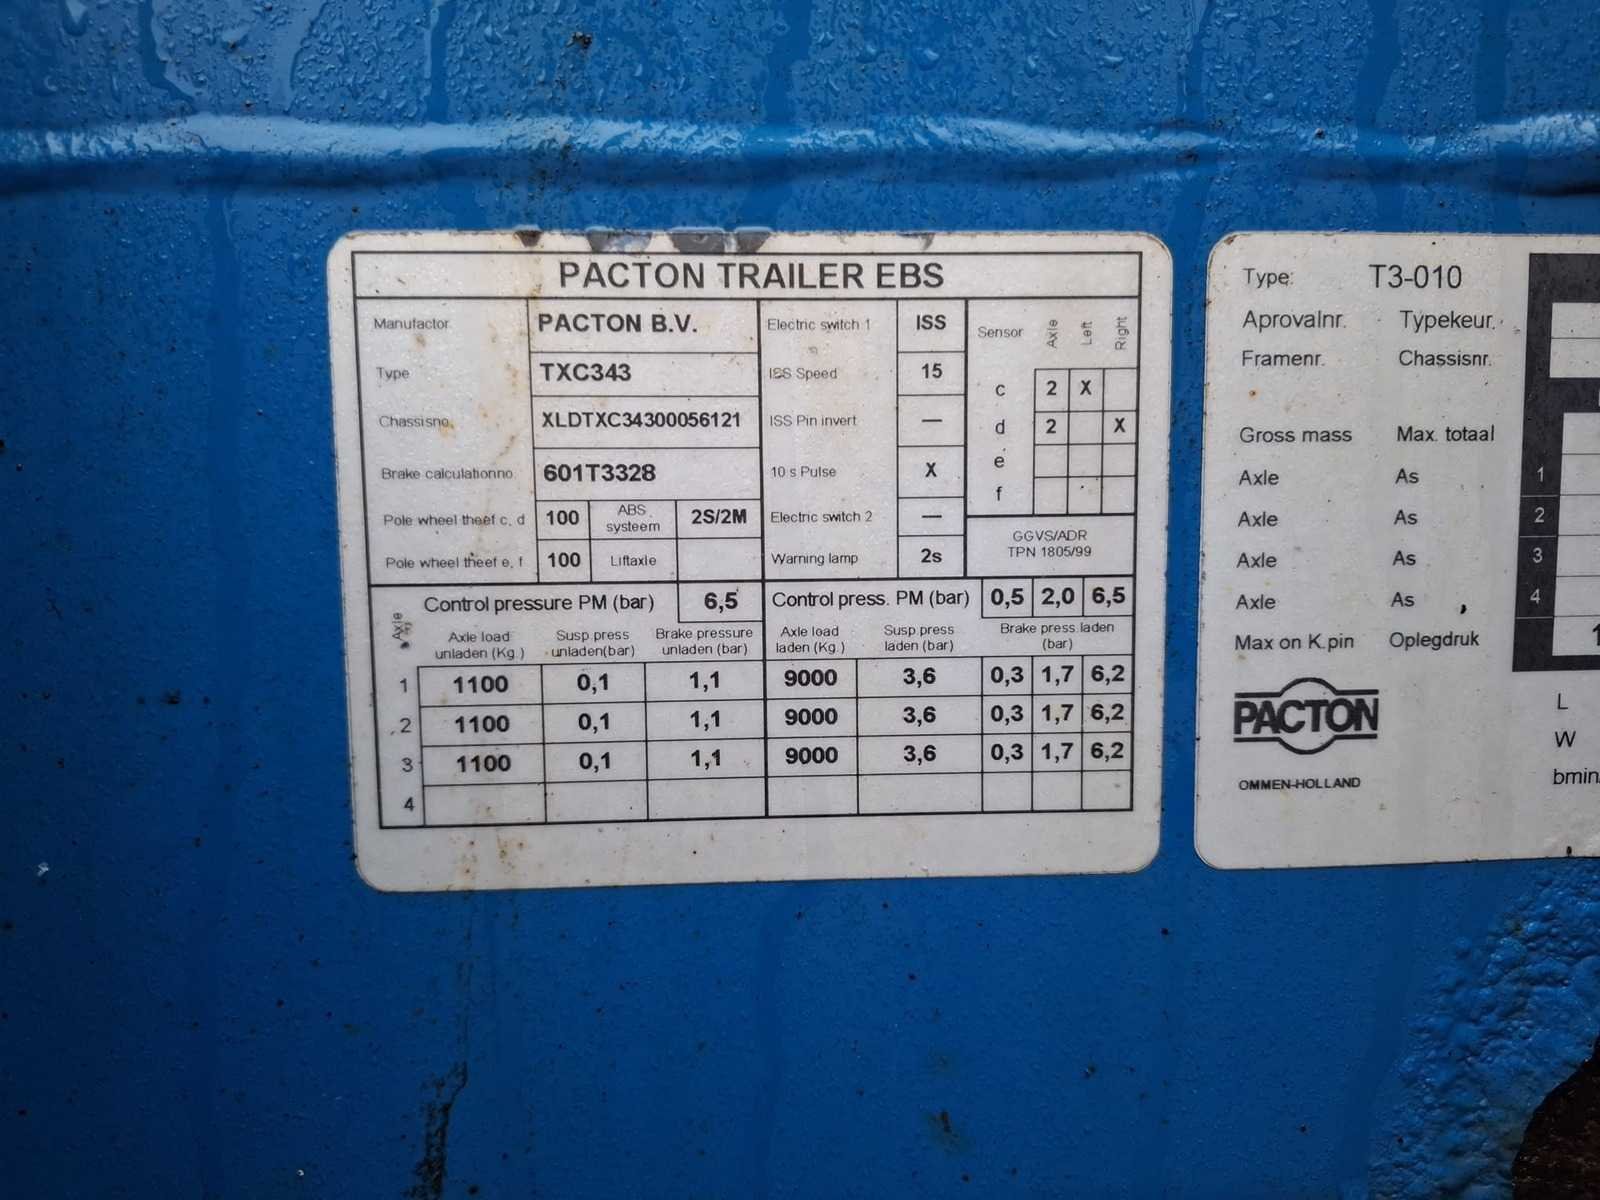 PACTON TRAILER EBS
Manufactor PACTON B.V. Electric switch 1 ISS Sensor Axle Left Right
Type TXC343 ISS Speed 15 c 2 X
Chassisno. XLDTXC34300056121 ISS Pin invert — d 2 X
Brake calculationno. 601T3328 10 s Pulse X e
f
Pole wheel theef c, d 100 ABS systeem 2S/2M Electric switch 2 — GGVS/ADR
TPN 1805/99
Pole wheel theef e, f 100 Liftaxle Warning lamp 2s
Axle Control pressure PM (bar) 6,5 Control press. PM (bar) 0,5 2,0 6,5
Axle load unladen (Kg.) Susp.press unladen(bar) Brake pressure unladen (bar) Axle load laden (Kg.) Susp.press laden (bar) Brake press.laden (bar)
1 1100 0,1 1,1 9000 3,6 0,3 1,7 6,2
2 1100 0,1 1,1 9000 3,6 0,3 1,7 6,2
3 1100 0,1 1,1 9000 3,6 0,3 1,7 6,2
4
Type: T3-010
Aprovalnr. Typekeur.
Framenr. Chassisnr.
Gross mass Max. totaal
Axle As 1
Axle As 2
Axle As 3
Axle As 4
Max on K.pin Oplegdruk 1
PACTON
OMMEN-HOLLAND
L
W